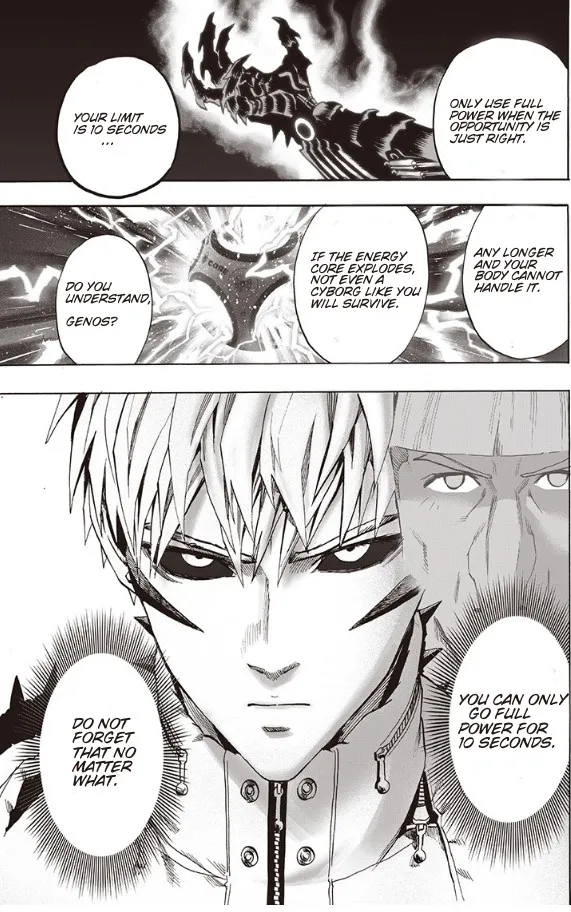 ONLY USE FULL
POWER WHEN THE
OPPORTUNITY IS
JUST RIGHT.
YOUR LIMIT
IS 10 SECONDS
...
ANY LONGER
AND YOUR
BODY CANNOT
HANDLE IT.
IF THE ENERGY
CORE EXPLODES,
NOT EVEN A
CYBORG LIKE YOU
WILL SURVIVE.
CORE
DO YOU
UNDERSTAND,
GENOS?
YOU CAN ONLY
GO FULL
POWER FOR
10 SECONDS.
DO NOT
FORGET
THAT NO
MATTER
WHAT.